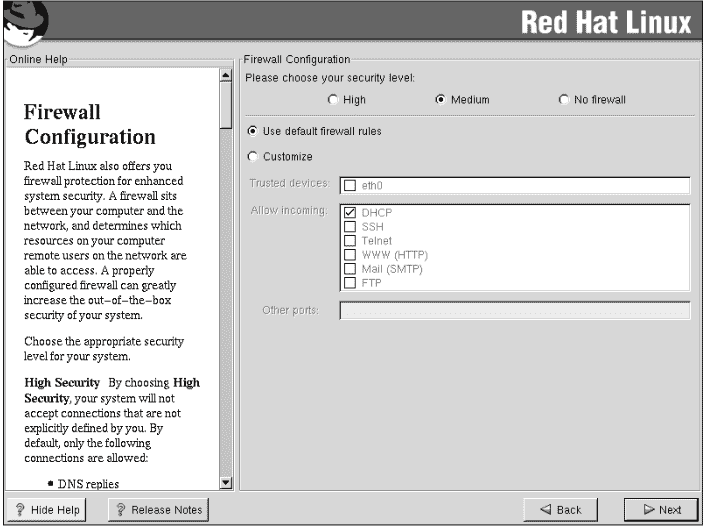 Red Hat Linux
Online Help
Firewall
Configuration
Red Hat Linux also offers you
firewall protection for enhanced
system security. A firewall sits
between your computer and the
network, and determines which
resources on your computer
remote users on the network are
able to access. A properly
configured firewall can greatly
increase the out-of-the-box
security of your system.
Choose the appropriate security
level for your system.
High Security By choosing High
Security, your system will not
accept connections that are not
explicitly defined by you. By
default, only the following
connections are allowed:
• DNS replies
Firewall Configuration
Please choose your security level:
High Medium No firewall
Use default firewall rules
Customize
Trusted devices: eth0
Allow incoming: DHCP
SSH
Telnet
WWW (HTTP)
Mail (SMTP)
FTP
Other ports:
? Hide Help ? Release Notes Back Next